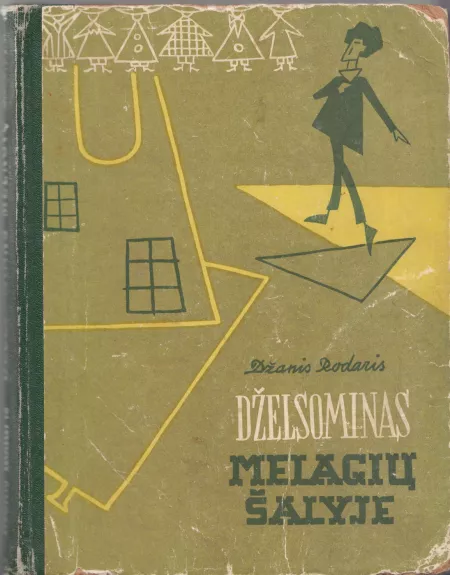 Džanis Rodaris
DŽELSOMINAS
MELAGIŲ
ŠALYJE